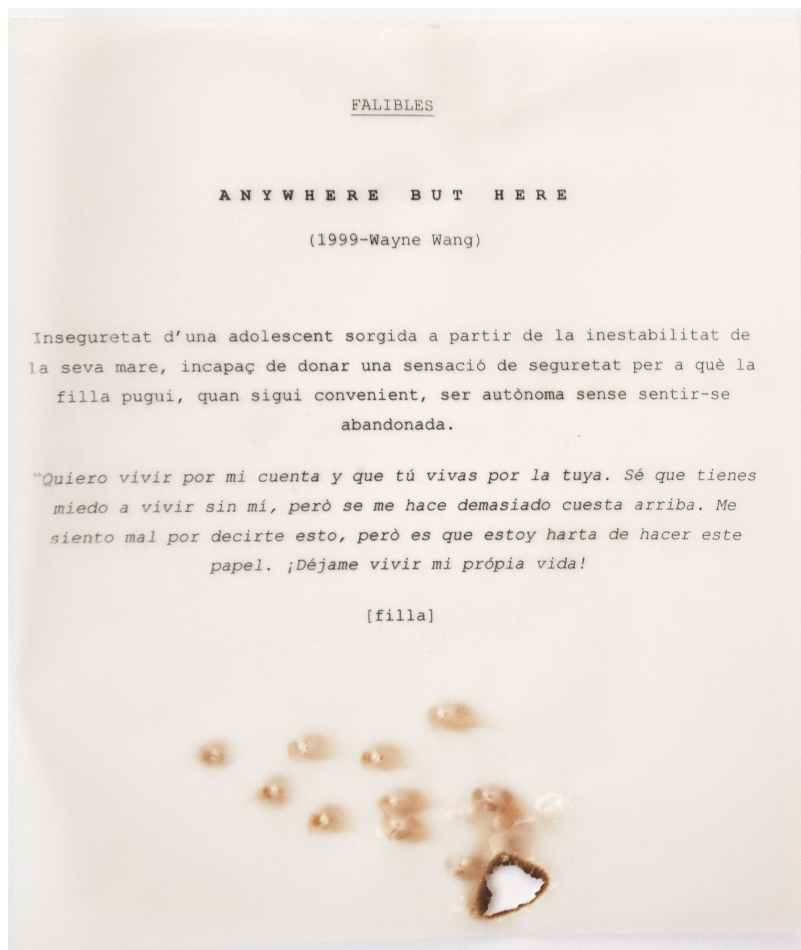 FALIBLES
ANYWHERE BUT HERE
(1999-Wayne Wang)
Inseguretat d'una adolescent sorgida a partir de la inestabilitat de
la seva mare, incapaç de donar una sensació de seguretat per a què la
filla pugui, quan sigui convenient, ser autònoma sense sentir-se
abandonada.
"Quiero vivir por mi cuenta y que tú vivas por la tuya. Sé que tienes
miedo a vivir sin mí, però se me hace demasiado cuesta arriba. Me
siento mal por decirte esto, però es que estoy harta de hacer este
papel. ¡Déjame vivir mi própia vida!
[filla]